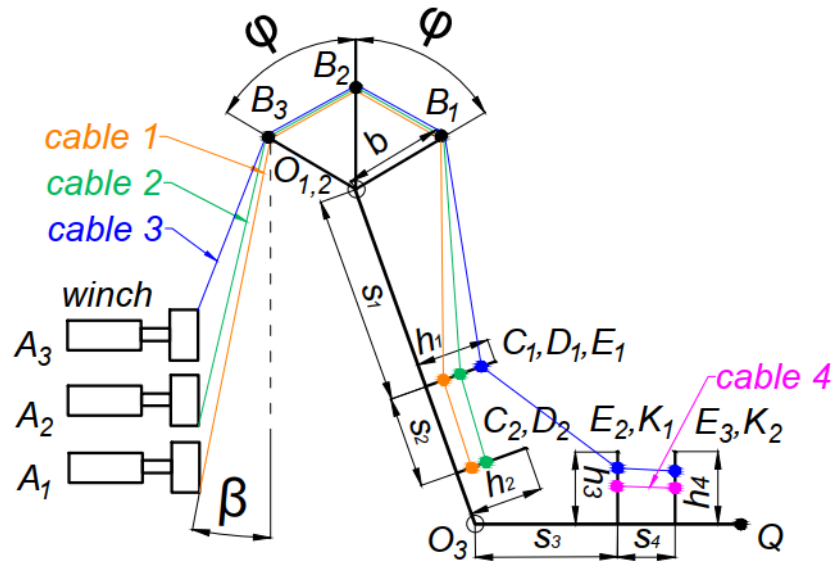 φ φ
B₂
B₃ B₁
cable 1 b
cable 2 O₁,₂
cable 3
s₁
winch
A₃ h₁ C₁,D₁,E₁
cable 4
A₂ s₂ C₂,D₂ E₂,K₁ E₃,K₂
A₁ h₂ h₃ h₄
β
O₃ s₃ s₄ Q